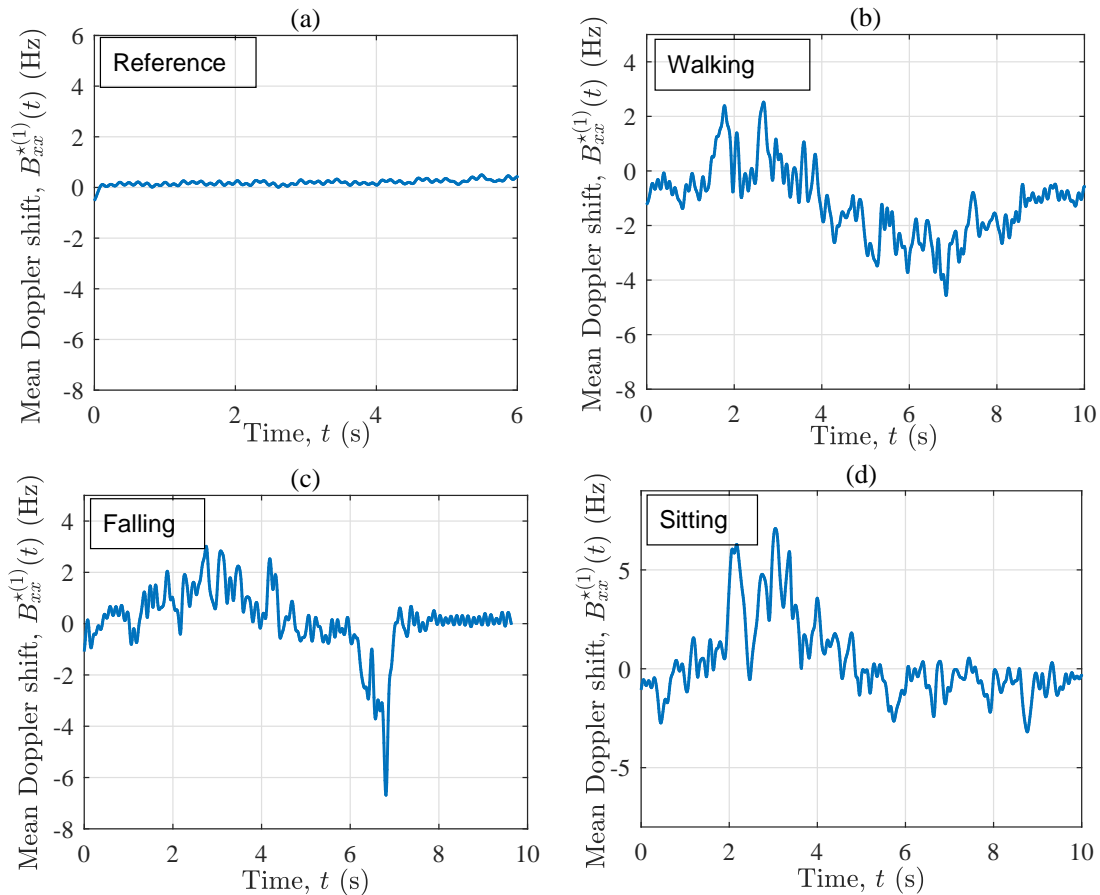 (a)
Mean Doppler shift, B_{xx}^{⋆(1)}(t) (Hz)
6
4
2
0
-2
-4
-6
-8
Reference
0 2 4 6
Time, t (s)
(b)
Mean Doppler shift, B_{xx}^{⋆(1)}(t) (Hz)
4
2
0
-2
-4
-6
-8
Walking
0 2 4 6 8 10
Time, t (s)
(c)
Mean Doppler shift, B_{xx}^{⋆(1)}(t) (Hz)
4
2
0
-2
-4
-6
-8
Falling
0 2 4 6 8 10
Time, t (s)
(d)
Mean Doppler shift, B_{xx}^{⋆(1)}(t) (Hz)
5
0
-5
Sitting
0 2 4 6 8 10
Time, t (s)